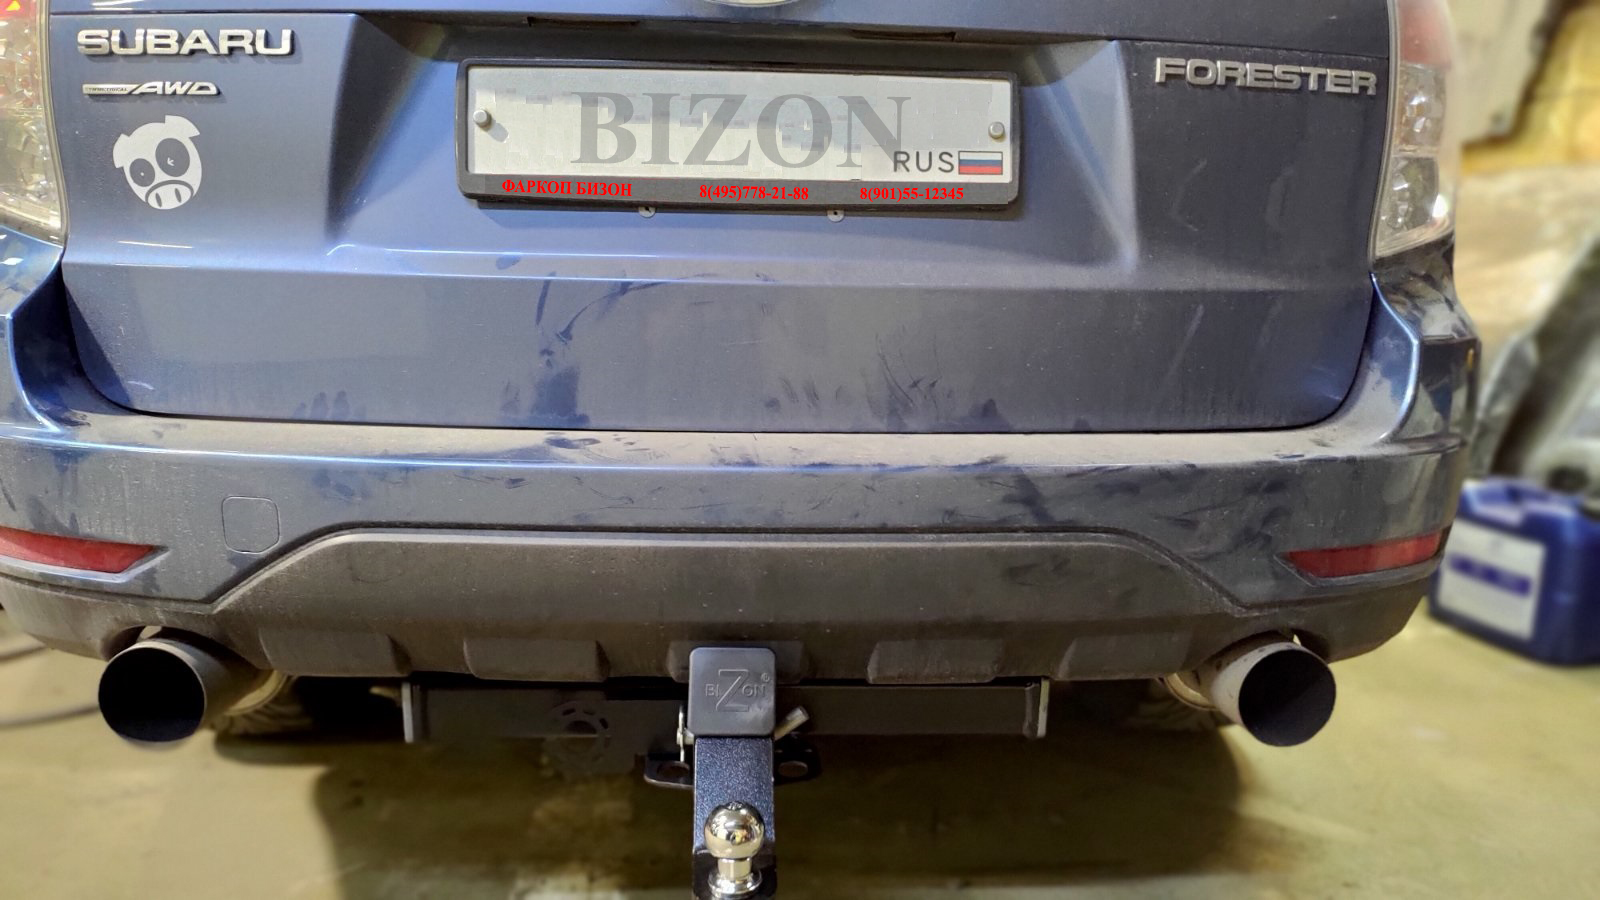 SUBARU
AWD
FORESTER
BIZON
RUS
ФАРКОП БИЗОН 8(495)778-21-88 8(901)55-12345
BIZON